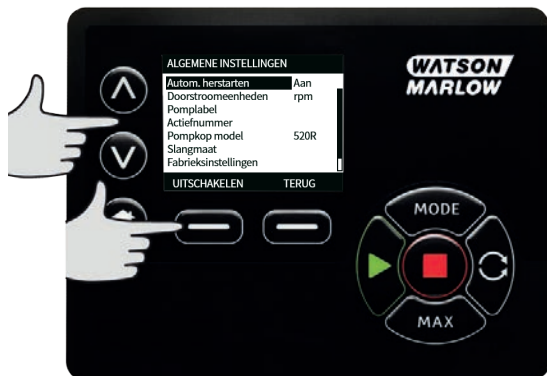 ALGEMENE INSTELLINGEN
Autom. herstarten Aan
Doorstroomeenheden rpm
Pomplabel
Actiefnummer
Pompkop model 520R
Slangmaat
Fabrieksinstellingen
UITSCHAKELEN TERUG
WATSON
MARLOW
MODE
MAX